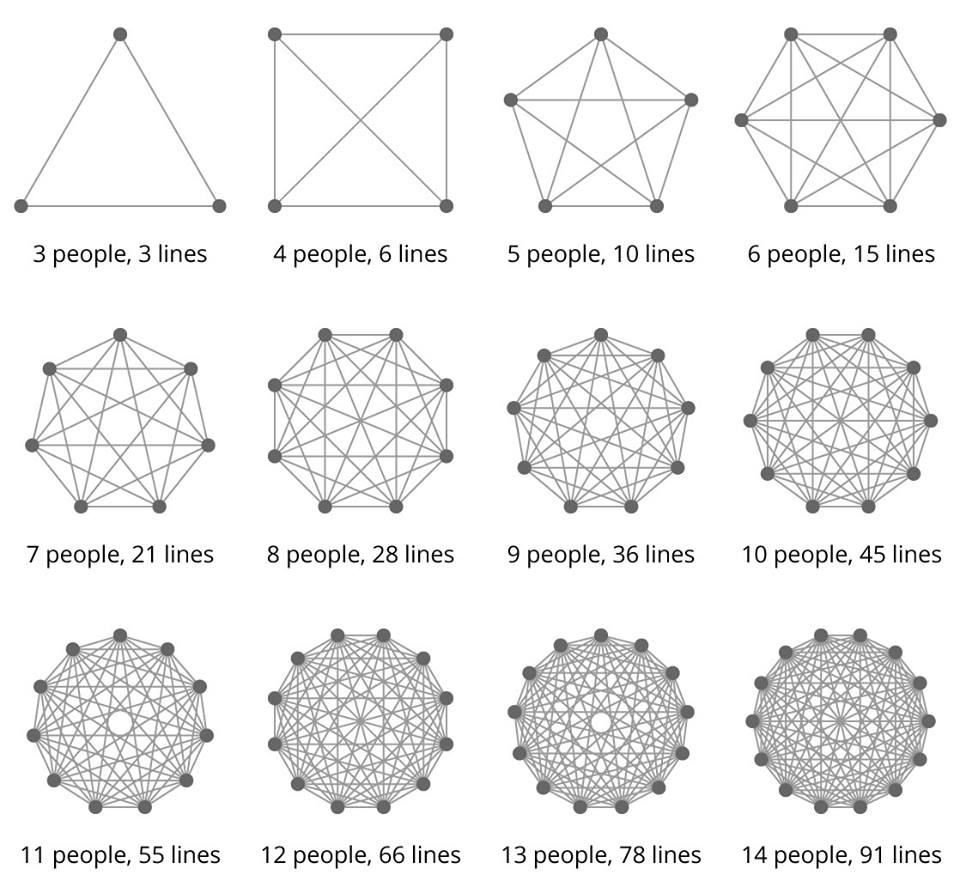 3 people, 3 lines
4 people, 6 lines
5 people, 10 lines
6 people, 15 lines
7 people, 21 lines
8 people, 28 lines
9 people, 36 lines
10 people, 45 lines
11 people, 55 lines
12 people, 66 lines
13 people, 78 lines
14 people, 91 lines